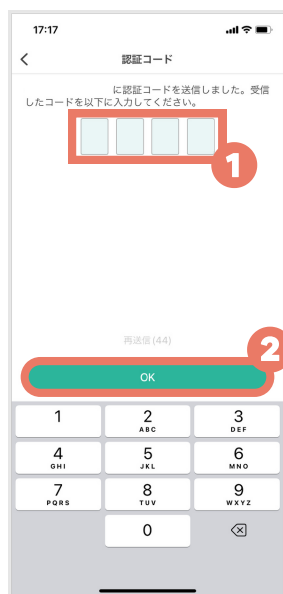 17:17
認証コード
に認証コードを送信しました。受信
したコードを以下に入力してください。
1
再送信(44)
2
OK
1
2
ABC
3
DEF
4
GHI
5
JKL
6
MNO
7
PQRS
8
TUV
9
WXYZ
0